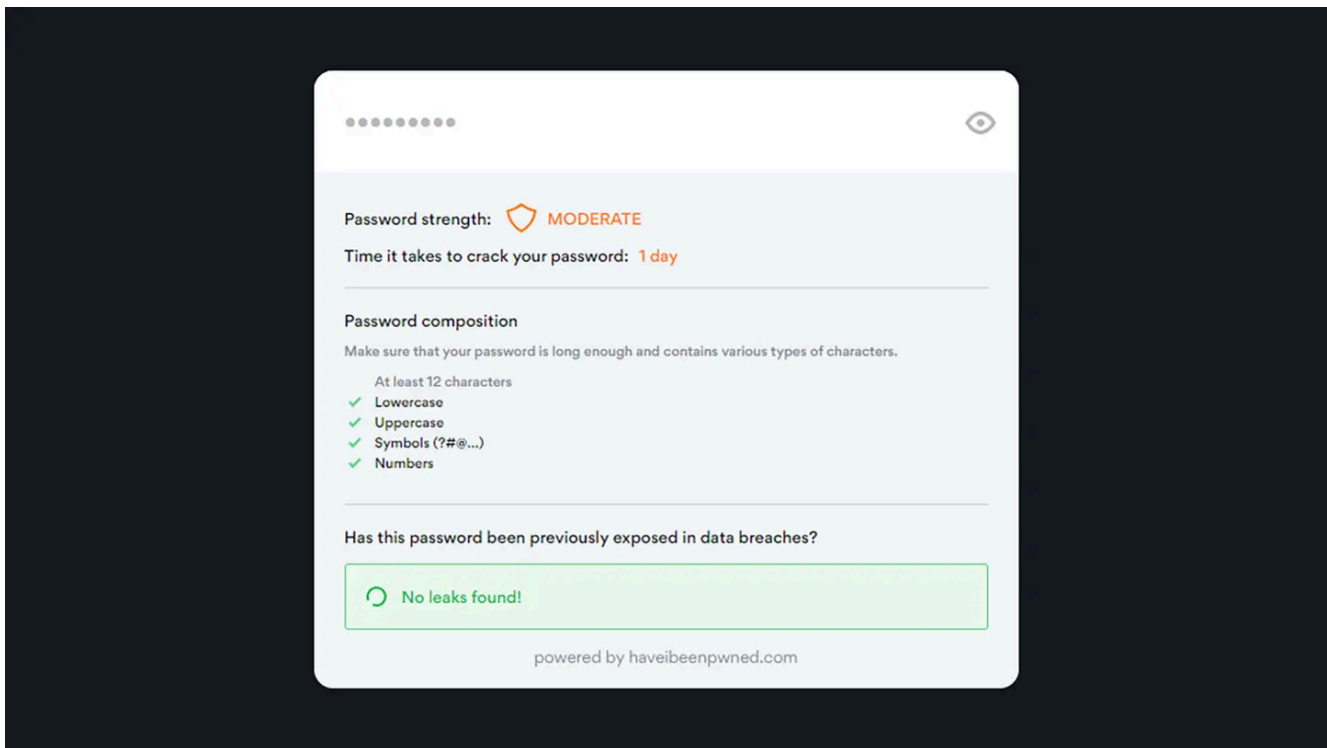 •••••••••
Password strength: MODERATE
Time it takes to crack your password: 1 day
Password composition
Make sure that your password is long enough and contains various types of characters.
At least 12 characters
Lowercase
Uppercase
Symbols (?#@...)
Numbers
Has this password been previously exposed in data breaches?
No leaks found!
powered by haveibeenpwned.com